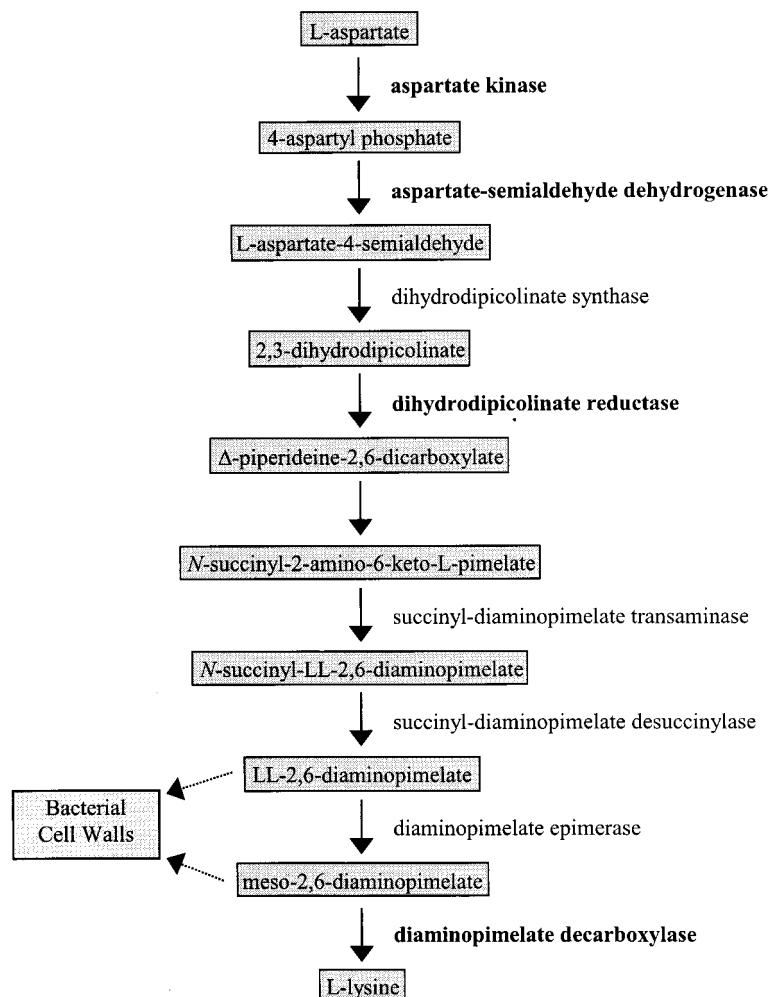 L-aspartate
aspartate kinase
4-aspartyl phosphate
aspartate-semialdehyde dehydrogenase
L-aspartate-4-semialdehyde
dihydrodipicolinate synthase
2,3-dihydrodipicolinate
dihydrodipicolinate reductase
Δ-piperideine-2,6-dicarboxylate
N-succinyl-2-amino-6-keto-L-pimelate
succinyl-diaminopimelate transaminase
N-succinyl-LL-2,6-diaminopimelate
succinyl-diaminopimelate desuccinylase
LL-2,6-diaminopimelate
Bacterial
Cell Walls
diaminopimelate epimerase
meso-2,6-diaminopimelate
diaminopimelate decarboxylase
L-lysine